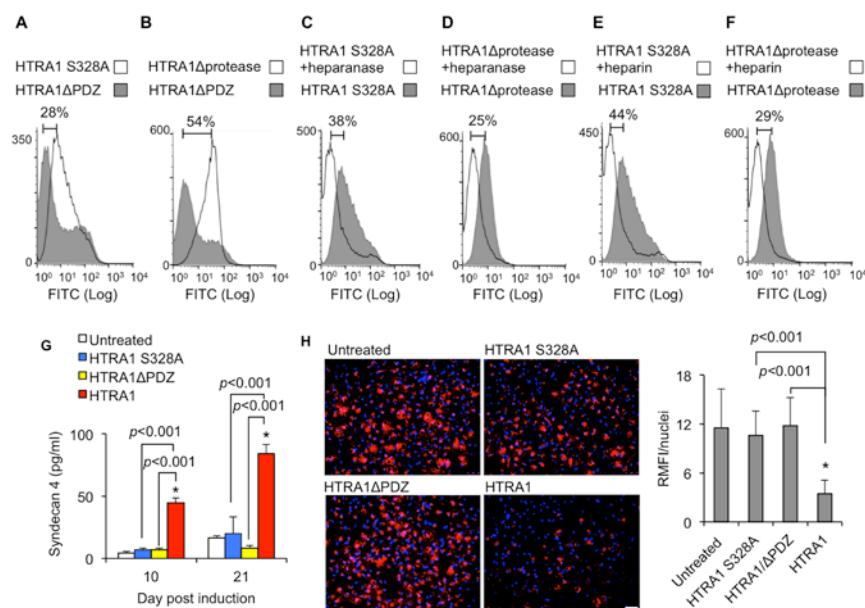 A
HTRA1 S328A
HTRA1ΔPDZ
28%
350
0
10⁰ 10¹ 10² 10³ 10⁴
FITC (Log)
B
HTRA1Δprotease
HTRA1ΔPDZ
54%
600
0
10⁰ 10¹ 10² 10³ 10⁴
FITC (Log)
C
HTRA1 S328A
+heparanase
HTRA1 S328A
38%
500
0
10⁰ 10¹ 10² 10³ 10⁴
FITC (Log)
D
HTRA1Δprotease
+heparanase
HTRA1Δprotease
25%
600
0
10⁰ 10¹ 10² 10³ 10⁴
FITC (Log)
E
HTRA1 S328A
+heparin
HTRA1 S328A
44%
450
0
10⁰ 10¹ 10² 10³ 10⁴
FITC (Log)
F
HTRA1Δprotease
+heparin
HTRA1Δprotease
29%
600
0
10⁰ 10¹ 10² 10³ 10⁴
FITC (Log)
G
Untreated
HTRA1 S328A
HTRA1ΔPDZ
HTRA1
p<0.001
p<0.001
p<0.001
p<0.001
*
*
Syndecan 4 (pg/ml)
100
50
0
10 21
Day post induction
H
Untreated
HTRA1 S328A
HTRA1ΔPDZ
HTRA1
p<0.001
p<0.001
*
RMFI/nuclei
18
12
6
0
Untreated
HTRA1 S328A
HTRA1/ΔPDZ
HTRA1